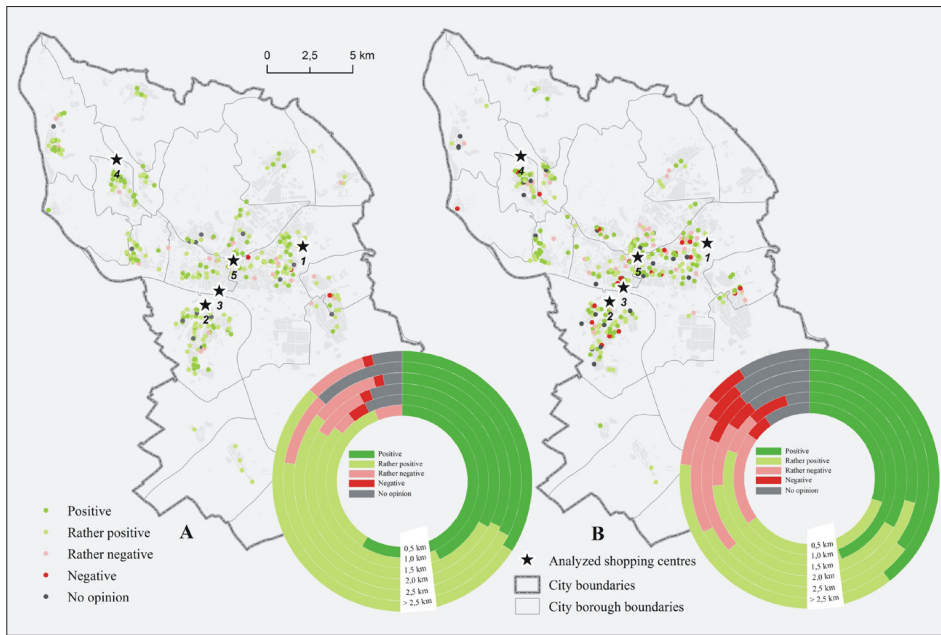 0 2,5 5 km
4
1
5
3
2
4
1
5
3
2
Positive
Rather positive
Rather negative
Negative
No opinion
A
Positive
Rather positive
Rather negative
Negative
No opinion
0,5 km
1,0 km
1,5 km
2,0 km
2,5 km
> 2,5 km
B
Analyzed shopping centres
City boundaries
City borough boundaries
Positive
Rather positive
Rather negative
Negative
No opinion
0,5 km
1,0 km
1,5 km
2,0 km
2,5 km
> 2,5 km